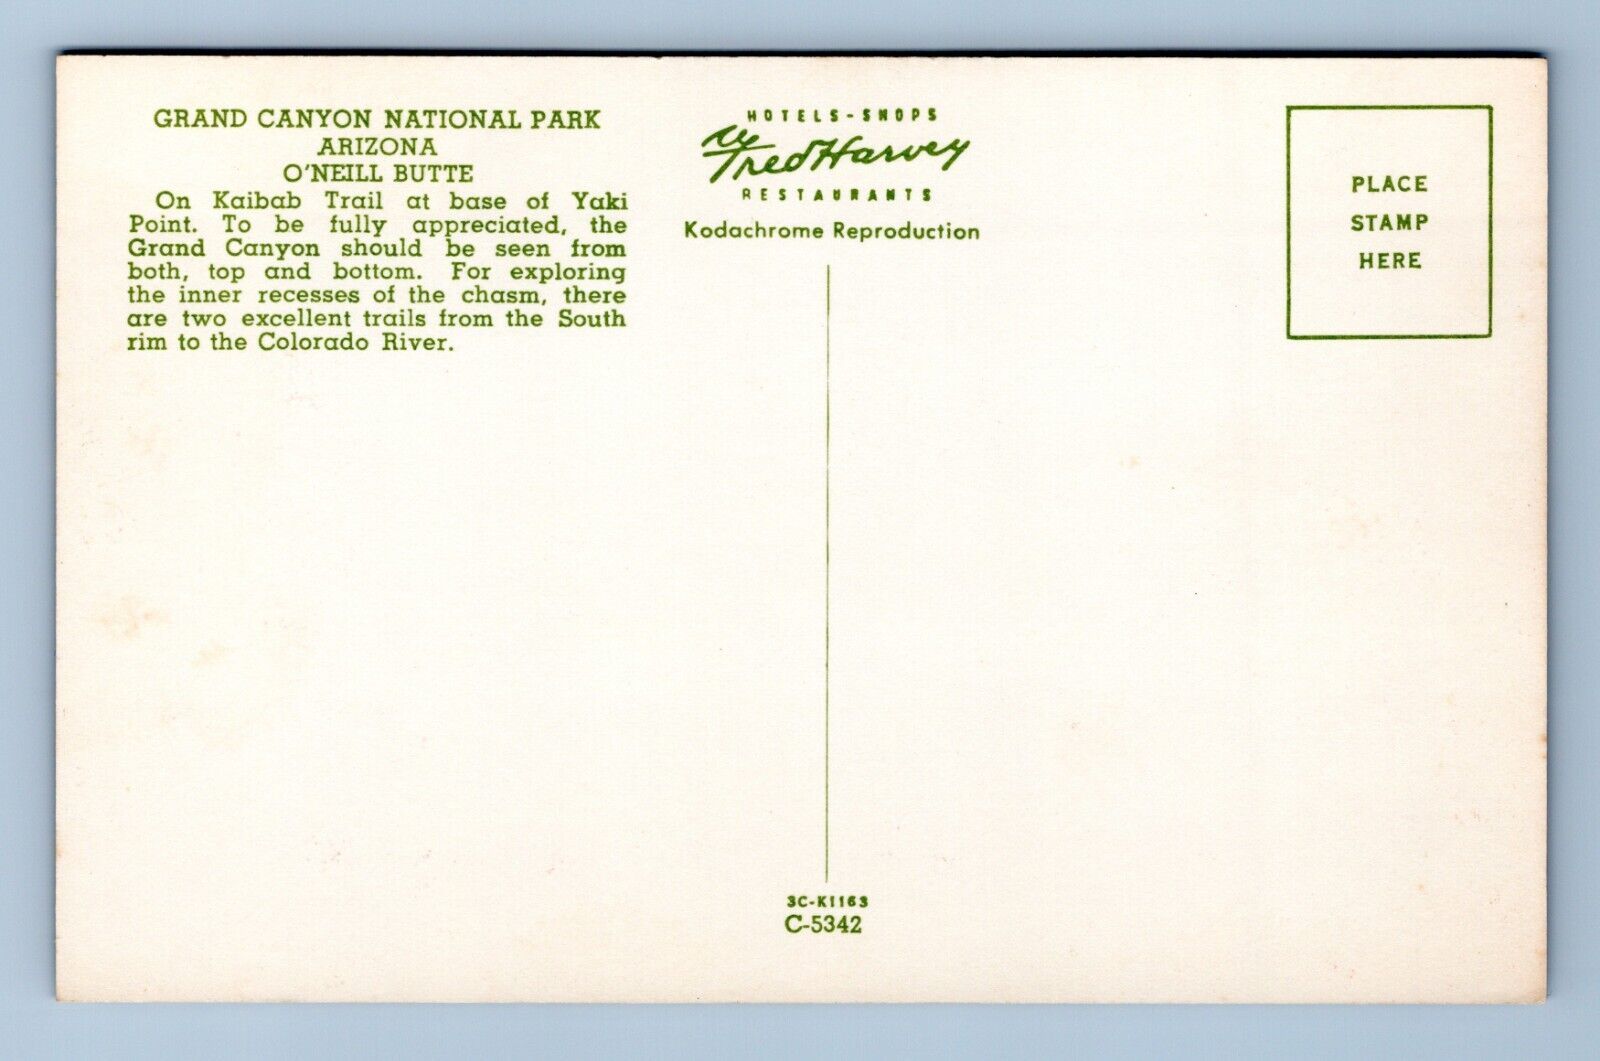 GRAND CANYON NATIONAL PARK
ARIZONA
O'NEILL BUTTE
On Kaibab Trail at base of Yaki
Point. To be fully appreciated, the
Grand Canyon should be seen from
both, top and bottom. For exploring
the inner recesses of the chasm, there
are two excellent trails from the South
rim to the Colorado River.
HOTELS-SHOPS
Fred Harvey
RESTAURANTS
Kodachrome Reproduction
PLACE
STAMP
HERE
3C-K1163
C-5342